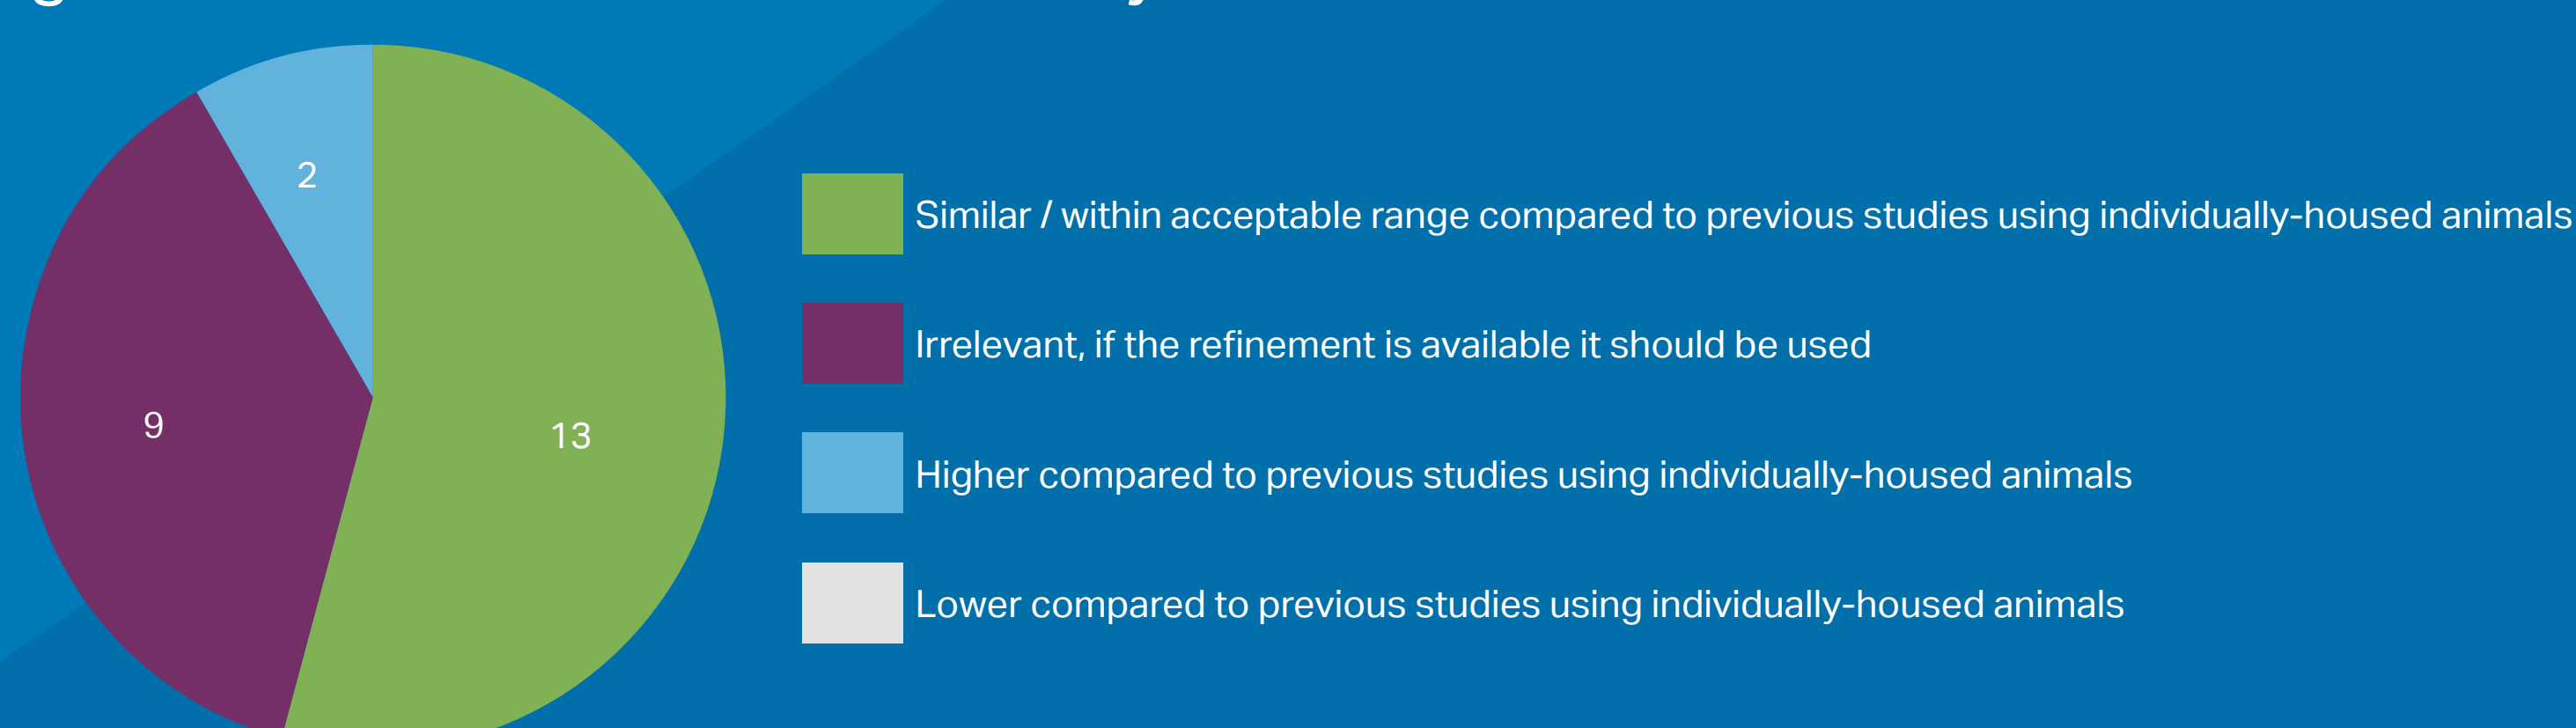 2
9
13
Similar / within acceptable range compared to previous studies using individually-housed animals
Irrelevant, if the refinement is available it should be used
Higher compared to previous studies using individually-housed animals
Lower compared to previous studies using individually-housed animals